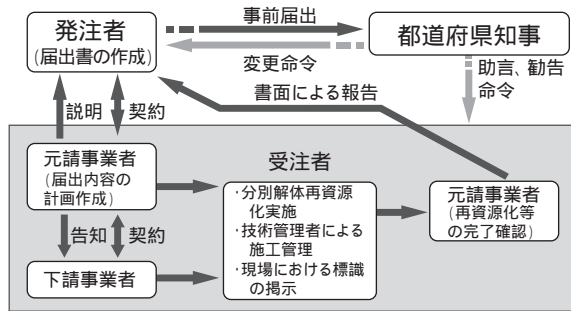 発注者
(届出書の作成)
事前届出
変更命令
都道府県知事
助言、勧告
命令
説明
契約
書面による報告
受注者
元請事業者
(届出内容の
計画作成)
告知
契約
下請事業者
・分別解体再資源
化実施
・技術管理者による
施工管理
・現場における標識
の掲示
元請事業者
(再資源化等
の完了確認)